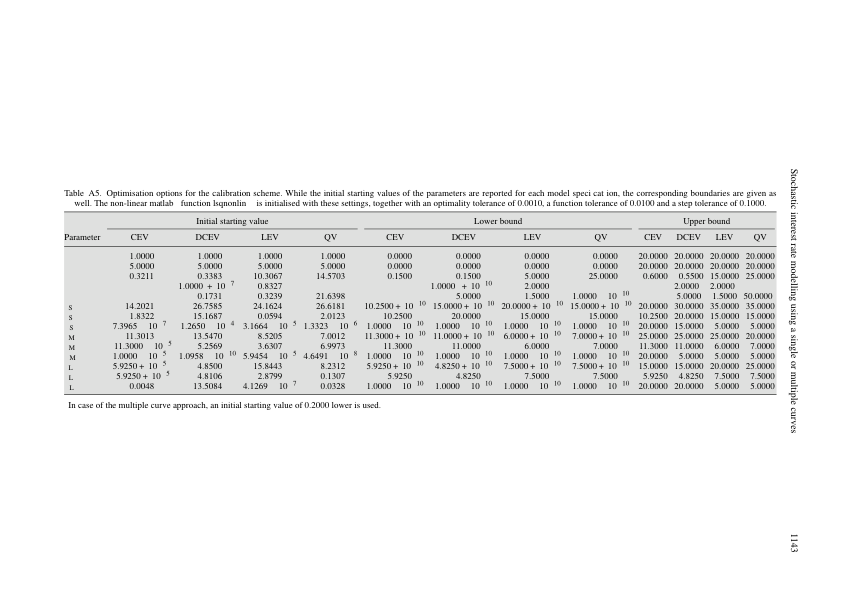 Table A5. Optimisation options for the calibration scheme. While the initial starting values of the parameters are reported for each model speci cat ion, the corresponding boundaries are given as
well. The non-linear matlab function lsqnonlin is initialised with these settings, together with an optimality tolerance of 0.0010, a function tolerance of 0.0100 and a step tolerance of 0.1000.
Initial starting value Lower bound Upper bound
Parameter CEV DCEV LEV QV CEV DCEV LEV QV CEV DCEV LEV QV
1.0000 1.0000 1.0000 1.0000 0.0000 0.0000 0.0000 0.0000 20.0000 20.0000 20.0000 20.0000
5.0000 5.0000 5.0000 5.0000 0.0000 0.0000 0.0000 0.0000 20.0000 20.0000 20.0000 20.0000
0.3211 0.3383 10.3067 14.5703 0.1500 0.1500 5.0000 25.0000 0.6000 0.5500 15.0000 25.0000
1.0000 + 10 7 0.8327 1.0000 + 10 10 2.0000 2.0000 2.0000
0.1731 0.3239 21.6398 5.0000 1.5000 1.0000 10 10 5.0000 1.5000 50.0000
S 14.2021 26.7585 24.1624 26.6181 10.2500 + 10 10 15.0000 + 10 10 20.0000 + 10 10 15.0000 + 10 10 20.0000 30.0000 35.0000 35.0000
S 1.8322 15.1687 0.0594 2.0123 10.2500 20.0000 15.0000 15.0000 10.2500 20.0000 15.0000 15.0000
S 7.3965 10 7 1.2650 10 4 3.1664 10 5 1.3323 10 6 1.0000 10 10 1.0000 10 10 1.0000 10 10 1.0000 10 10 20.0000 15.0000 5.0000 5.0000
M 11.3013 13.5470 8.5205 7.0012 11.3000 + 10 10 11.0000 + 10 10 6.0000 + 10 10 7.0000 + 10 10 25.0000 25.0000 25.0000 20.0000
M 11.3000 10 5 5.2569 3.6307 6.9973 11.3000 11.0000 6.0000 7.0000 11.3000 11.0000 6.0000 7.0000
M 1.0000 10 5 1.0958 10 10 5.9454 10 5 4.6491 10 8 1.0000 10 10 1.0000 10 10 1.0000 10 10 1.0000 10 10 20.0000 5.0000 5.0000 5.0000
L 5.9250 + 10 5 4.8500 15.8443 8.2312 5.9250 + 10 10 4.8250 + 10 10 7.5000 + 10 10 7.5000 + 10 10 15.0000 15.0000 20.0000 25.0000
L 5.9250 + 10 5 4.8106 2.8799 0.1307 5.9250 4.8250 7.5000 7.5000 5.9250 4.8250 7.5000 7.5000
L 0.0048 13.5084 4.1269 10 7 0.0328 1.0000 10 10 1.0000 10 10 1.0000 10 10 1.0000 10 10 20.0000 20.0000 5.0000 5.0000
In case of the multiple curve approach, an initial starting value of 0.2000 lower is used.
Stochastic interest rate modelling using a single or multiple curves
1143